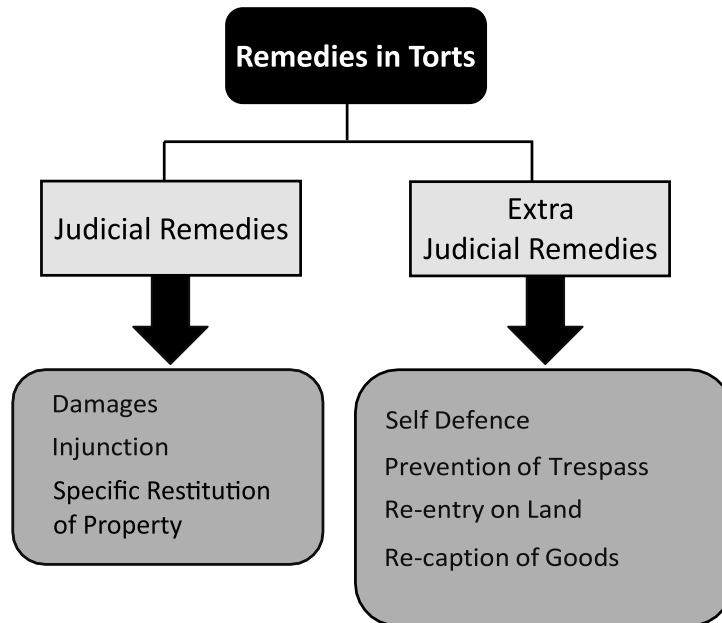 Remedies in Torts
Judicial Remedies
Extra
Judicial Remedies
Damages
Injunction
Specific Restitution
of Property
Self Defence
Prevention of Trespass
Re-entry on Land
Re-caption of Goods